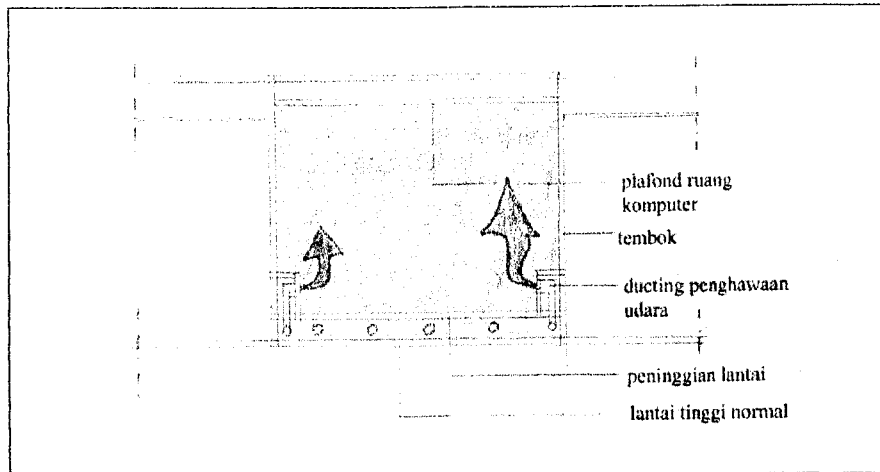 plafond ruang
komputer
tembok
ducting penghawaan
udara
peninggian lantai
lantai tinggi normal